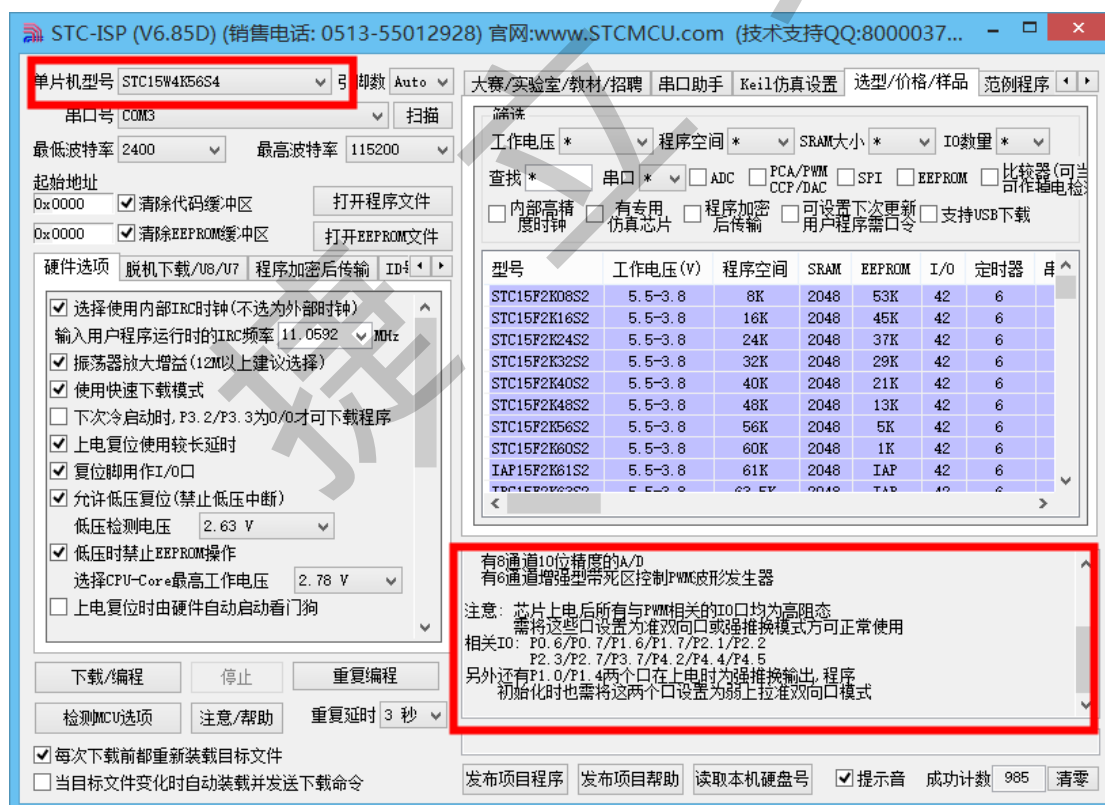 STC-ISP (V6.85D) (销售电话: 0513-55012928) 官网:www.STCMCU.com (技术支持QQ:8000037...
单片机型号 STC15W4K56S4 引脚数 Auto
串口号 COM3 扫描
最低波特率 2400 最高波特率 115200
起始地址
0x0000 清除代码缓冲区 打开程序文件
0x0000 清除EEPROM缓冲区 打开EEPROM文件
硬件选项 脱机下载/U8/U7 程序加密后传输
选择使用内部IRC时钟(不选为外部时钟)
输入用户程序运行时的IRC频率 11.0592 MHz
振荡器放大增益(12M以上建议选择)
使用快速下载模式
下次冷启动时,P3.2/P3.3为0/0才可下载程序
上电复位使用较长延时
复位脚用作I/O口
允许低压复位(禁止低压中断)
低压检测电压 2.63 V
低压时禁止EEPROM操作
选择CPU-Core最高工作电压 2.78 V
上电复位时由硬件自动启动看门狗
下载/编程 停止 重复编程
检测MCU选项 注意/帮助 重复延时 3 秒
每次下载前都重新装载目标文件
当目标文件变化时自动装载并发送下载命令
大赛/实验室/教材/招聘 串口助手 Keil仿真设置 选型/价格/样品 范例程序
筛选
工作电压 * 程序空间 * SRAM大小 * IO数量 *
查找 * 串口 * ADC PCA/PWM CCP/DAC SPI EEPROM 比较器(可当
内部高精度时钟 有专用仿真芯片 程序加密后传输 可设置下次更新用户程序需口令 支持USB下载
型号 工作电压(V) 程序空间 SRAM EEPROM I/O 定时器
STC15F2K08S2 5.5-3.8 8K 2048 53K 42 6
STC15F2K16S2 5.5-3.8 16K 2048 45K 42 6
STC15F2K24S2 5.5-3.8 24K 2048 37K 42 6
STC15F2K32S2 5.5-3.8 32K 2048 29K 42 6
STC15F2K40S2 5.5-3.8 40K 2048 21K 42 6
STC15F2K48S2 5.5-3.8 48K 2048 13K 42 6
STC15F2K56S2 5.5-3.8 56K 2048 5K 42 6
STC15F2K60S2 5.5-3.8 60K 2048 1K 42 6
IAP15F2K61S2 5.5-3.8 61K 2048 IAP 42 6
有8通道10位精度的A/D
有6通道增强型带死区控制PWM波形发生器
注意: 芯片上电后所有与PWM相关的IO口均为高阻态
需将这些口设置为准双向口或强推挽模式方可正常使用
相关IO: P0.6/P0.7/P1.6/P1.7/P2.1/P2.2
P2.3/P2.7/P3.7/P4.2/P4.4/P4.5
另外还有P1.0/P1.4两个口在上电时为强推挽输出,程序
初始化时也需将这两个口设置为弱上拉准双向口模式
发布项目程序 发布项目帮助 读取本机硬盘号 提示音 成功计数 985 清零